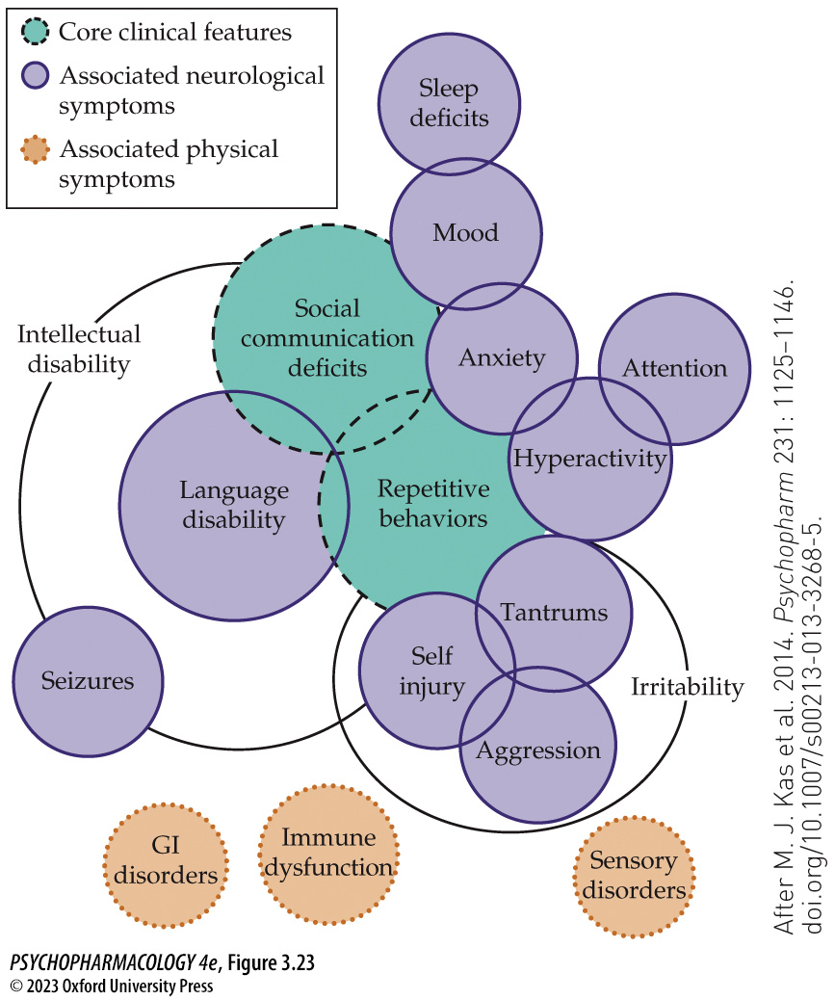 Core clinical features
Associated neurological
symptoms
Associated physical
symptoms
Sleep
deficits
Mood
Social
communication
deficits
Intellectual
disability
Anxiety
Attention
Hyperactivity
Language
disability
Repetitive
behaviors
Tantrums
Self
injury
Seizures
Irritability
Aggression
GI
disorders
Immune
dysfunction
Sensory
disorders
After M. J. Kas et al. 2014. Psychopharm 231: 1125–1146.
doi.org/10.1007/s00213-013-3268-5.
PSYCHOPHARMACOLOGY 4e, Figure 3.23
© 2023 Oxford University Press